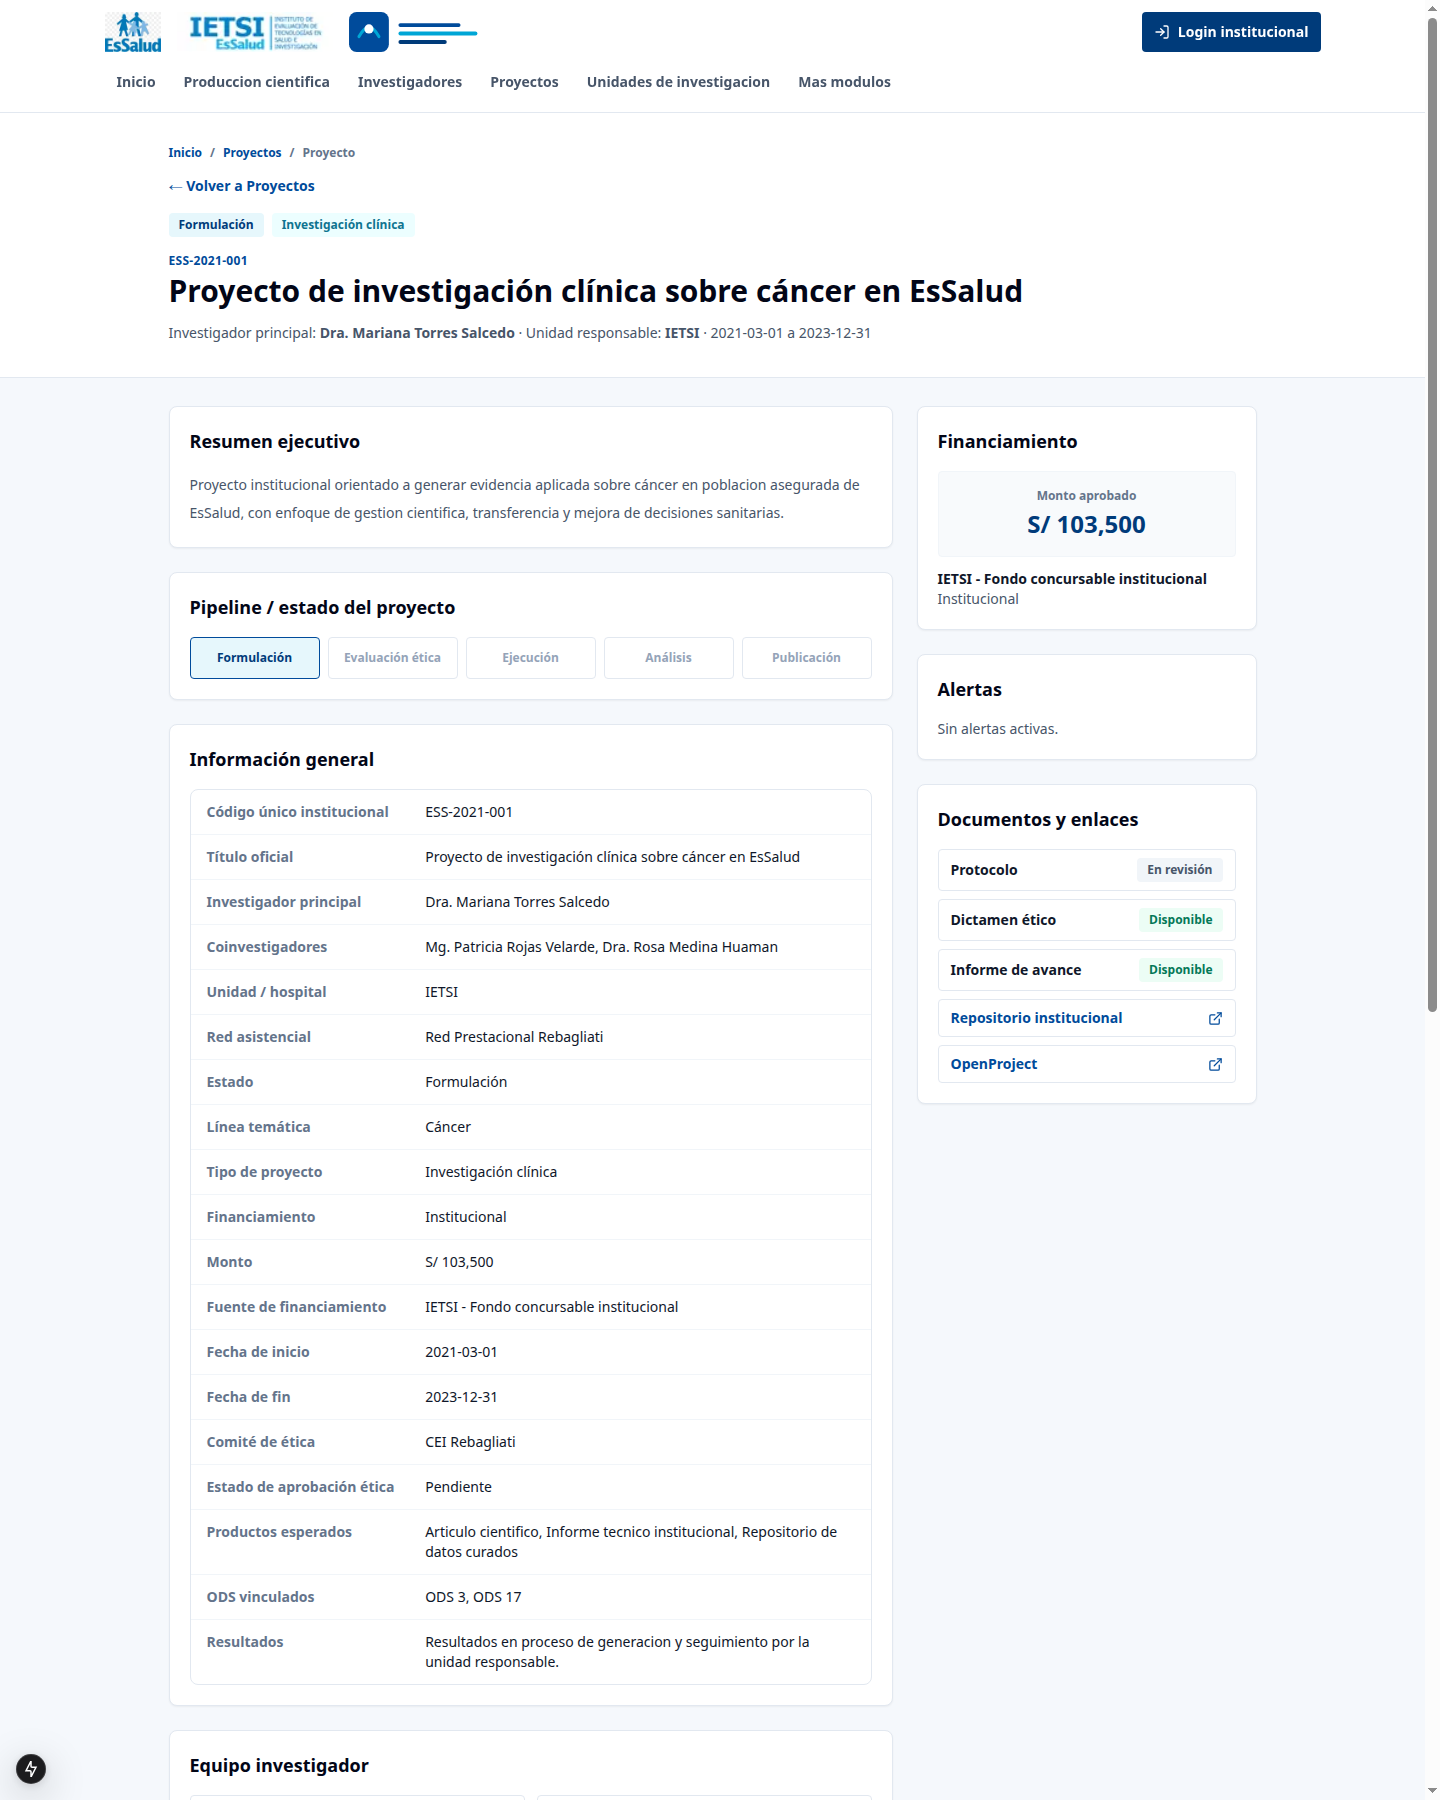 EsSalud
IETSI
EsSalud
INSTITUTO DE
EVALUACIÓN DE
TECNOLOGÍAS EN
SALUD E
INVESTIGACIÓN
Login institucional
Inicio
Produccion cientifica
Investigadores
Proyectos
Unidades de investigacion
Mas modulos
Inicio / Proyectos / Proyecto
← Volver a Proyectos
Formulación
Investigación clínica
ESS-2021-001
Proyecto de investigación clínica sobre cáncer en EsSalud
Investigador principal: Dra. Mariana Torres Salcedo · Unidad responsable: IETSI · 2021-03-01 a 2023-12-31
Resumen ejecutivo
Proyecto institucional orientado a generar evidencia aplicada sobre cáncer en poblacion asegurada de
EsSalud, con enfoque de gestion cientifica, transferencia y mejora de decisiones sanitarias.
Pipeline / estado del proyecto
Formulación
Evaluación ética
Ejecución
Análisis
Publicación
Información general
Código único institucional ESS-2021-001
Título oficial Proyecto de investigación clínica sobre cáncer en EsSalud
Investigador principal Dra. Mariana Torres Salcedo
Coinvestigadores Mg. Patricia Rojas Velarde, Dra. Rosa Medina Huaman
Unidad / hospital IETSI
Red asistencial Red Prestacional Rebagliati
Estado Formulación
Línea temática Cáncer
Tipo de proyecto Investigación clínica
Financiamiento Institucional
Monto S/ 103,500
Fuente de financiamiento IETSI - Fondo concursable institucional
Fecha de inicio 2021-03-01
Fecha de fin 2023-12-31
Comité de ética CEI Rebagliati
Estado de aprobación ética Pendiente
Productos esperados Articulo cientifico, Informe tecnico institucional, Repositorio de
datos curados
ODS vinculados ODS 3, ODS 17
Resultados Resultados en proceso de generacion y seguimiento por la
unidad responsable.
Equipo investigador
Financiamiento
Monto aprobado
S/ 103,500
IETSI - Fondo concursable institucional
Institucional
Alertas
Sin alertas activas.
Documentos y enlaces
Protocolo En revisión
Dictamen ético Disponible
Informe de avance Disponible
Repositorio institucional
OpenProject